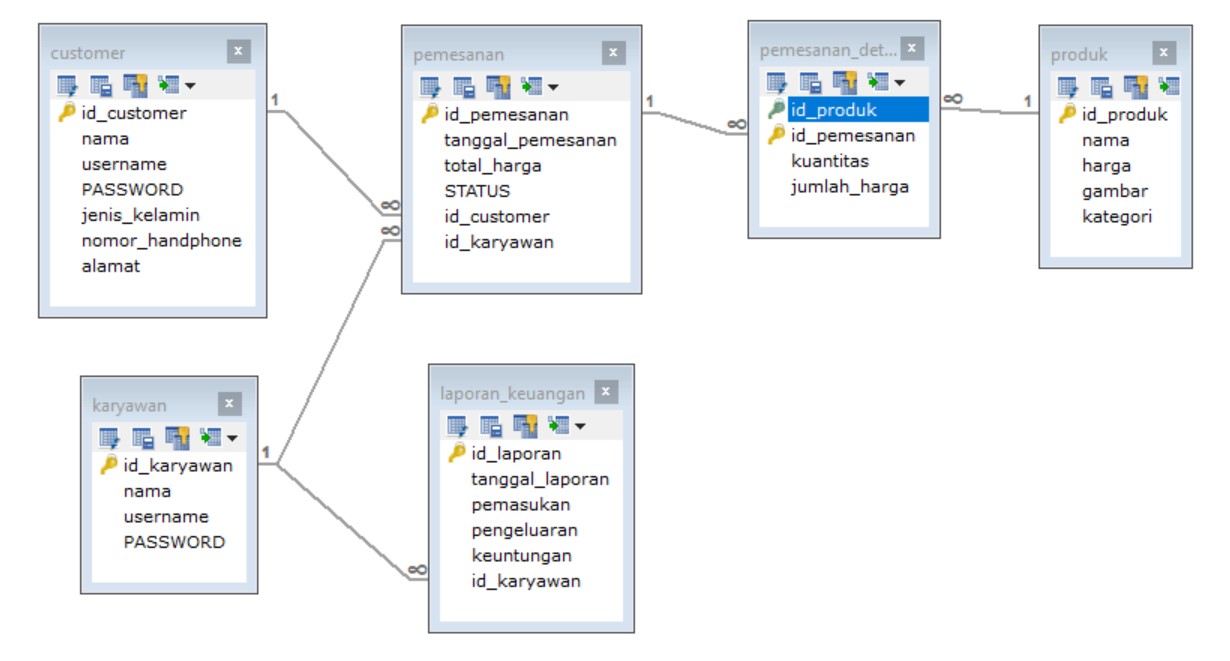 customer
id_customer
nama
username
PASSWORD
jenis_kelamin
nomor_handphone
alamat
1
∞
pemesanan
id_pemesanan
tanggal_pemesanan
total_harga
STATUS
id_customer
id_karyawan
1
∞
pemesanan_det...
id_produk
id_pemesanan
kuantitas
jumlah_harga
∞
1
produk
id_produk
nama
harga
gambar
kategori
karyawan
id_karyawan
nama
username
PASSWORD
1
∞
∞
laporan_keuangan
id_laporan
tanggal_laporan
pemasukan
pengeluaran
keuntungan
id_karyawan